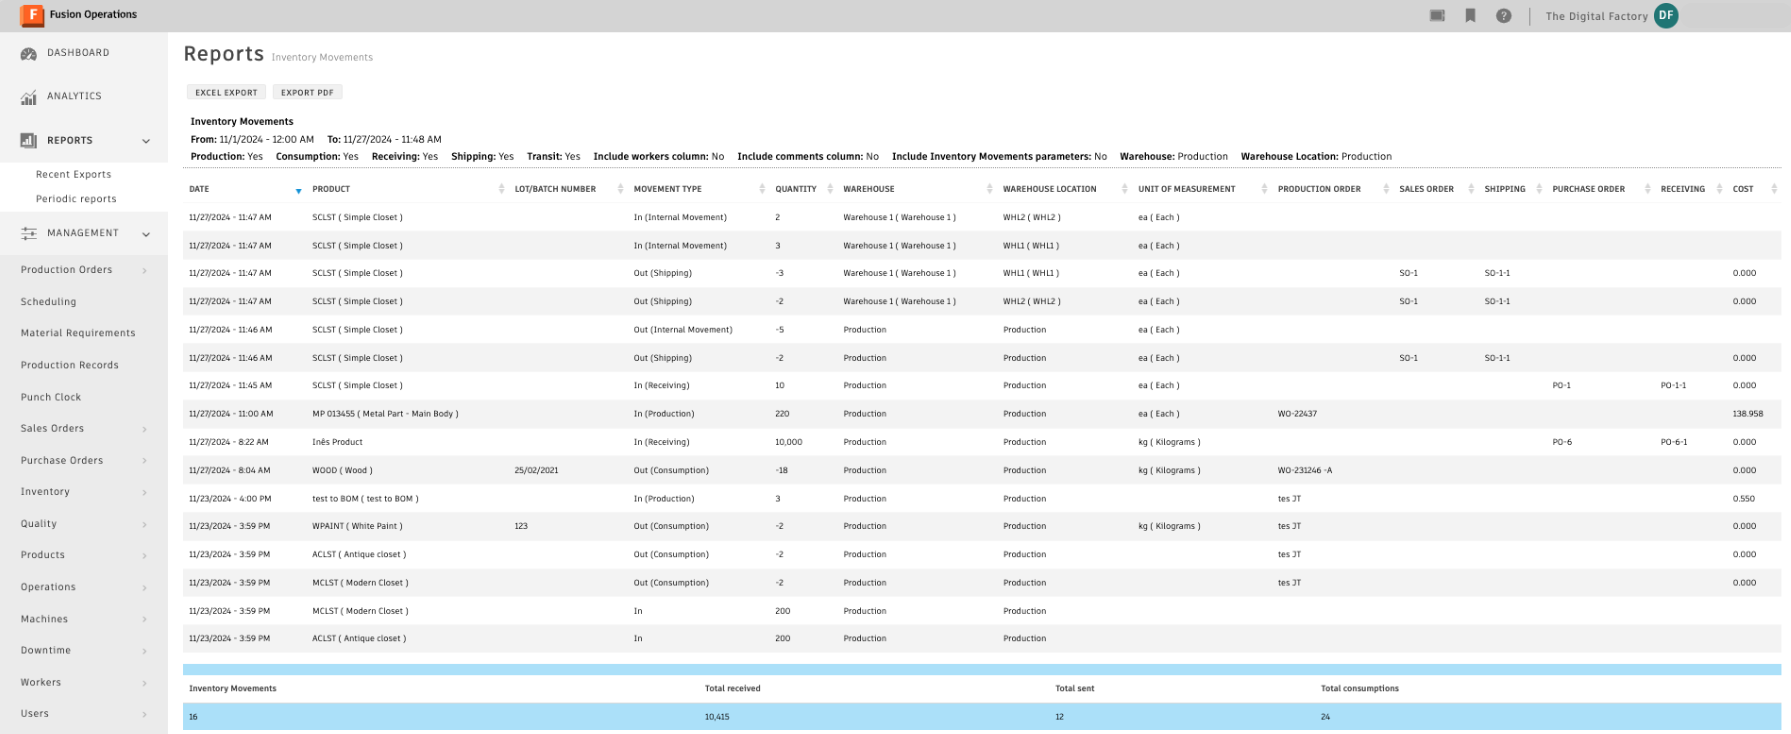 Fusion Operations
The Digital Factory DF
DASHBOARD
ANALYTICS
REPORTS
Recent Exports
Periodic reports
MANAGEMENT
Production Orders
Scheduling
Material Requirements
Production Records
Punch Clock
Sales Orders
Purchase Orders
Inventory
Quality
Products
Operations
Machines
Downtime
Workers
Users
Reports Inventory Movements
EXCEL EXPORT EXPORT PDF
Inventory Movements
From: 11/1/2024 - 12:00 AM To: 11/27/2024 - 11:48 AM
Production: Yes Consumption: Yes Receiving: Yes Shipping: Yes Transit: Yes Include workers column: No Include comments column: No Include Inventory Movements parameters: No Warehouse: Production Warehouse Location: Production
DATE PRODUCT LOT/BATCH NUMBER MOVEMENT TYPE QUANTITY WAREHOUSE WAREHOUSE LOCATION UNIT OF MEASUREMENT PRODUCTION ORDER SALES ORDER SHIPPING PURCHASE ORDER RECEIVING COST
11/27/2024 - 11:47 AM SCLST ( Simple Closet ) In (Internal Movement) 2 Warehouse 1 ( Warehouse 1 ) WHL2 ( WHL2 ) ea ( Each )
11/27/2024 - 11:47 AM SCLST ( Simple Closet ) In (Internal Movement) 3 Warehouse 1 ( Warehouse 1 ) WHL1 ( WHL1 ) ea ( Each )
11/27/2024 - 11:47 AM SCLST ( Simple Closet ) Out (Shipping) -3 Warehouse 1 ( Warehouse 1 ) WHL1 ( WHL1 ) ea ( Each ) SO-1 SO-1-1 0.000
11/27/2024 - 11:47 AM SCLST ( Simple Closet ) Out (Shipping) -2 Warehouse 1 ( Warehouse 1 ) WHL2 ( WHL2 ) ea ( Each ) SO-1 SO-1-1 0.000
11/27/2024 - 11:46 AM SCLST ( Simple Closet ) Out (Internal Movement) -5 Production Production ea ( Each )
11/27/2024 - 11:46 AM SCLST ( Simple Closet ) Out (Shipping) -2 Production Production ea ( Each ) SO-1 SO-1-1 0.000
11/27/2024 - 11:45 AM SCLST ( Simple Closet ) In (Receiving) 10 Production Production ea ( Each ) PO-1 PO-1-1 0.000
11/27/2024 - 11:00 AM MP 013455 ( Metal Part - Main Body ) In (Production) 220 Production Production ea ( Each ) WO-22437 138.958
11/27/2024 - 8:22 AM Inês Product In (Receiving) 10,000 Production Production kg ( Kilograms ) PO-6 PO-6-1 0.000
11/27/2024 - 8:04 AM WOOD ( Wood ) 25/02/2021 Out (Consumption) -18 Production Production kg ( Kilograms ) WO-231246 -A 0.000
11/23/2024 - 4:00 PM test to BOM ( test to BOM ) In (Production) 3 Production Production tes JT 0.550
11/23/2024 - 3:59 PM WPAINT ( White Paint ) 123 Out (Consumption) -2 Production Production kg ( Kilograms ) tes JT 0.000
11/23/2024 - 3:59 PM ACLST ( Antique closet ) Out (Consumption) -2 Production Production tes JT 0.000
11/23/2024 - 3:59 PM MCLST ( Modern Closet ) Out (Consumption) -2 Production Production tes JT 0.000
11/23/2024 - 3:59 PM MCLST ( Modern Closet ) In 200 Production Production
11/23/2024 - 3:59 PM ACLST ( Antique closet ) In 200 Production Production
Inventory Movements Total received Total sent Total consumptions
16 10,415 12 24